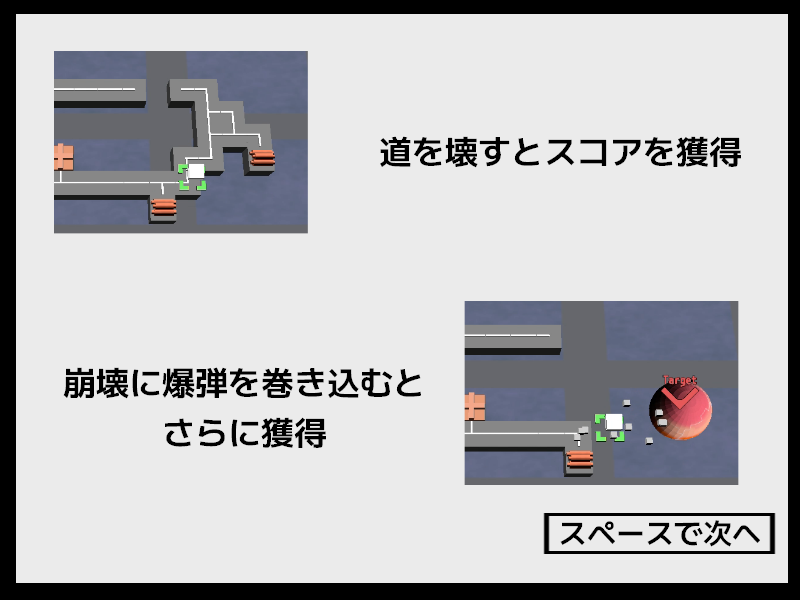 道を壊すとスコアを獲得
崩壊に爆弾を巻き込むと
さらに獲得
Target
スペースで次へ